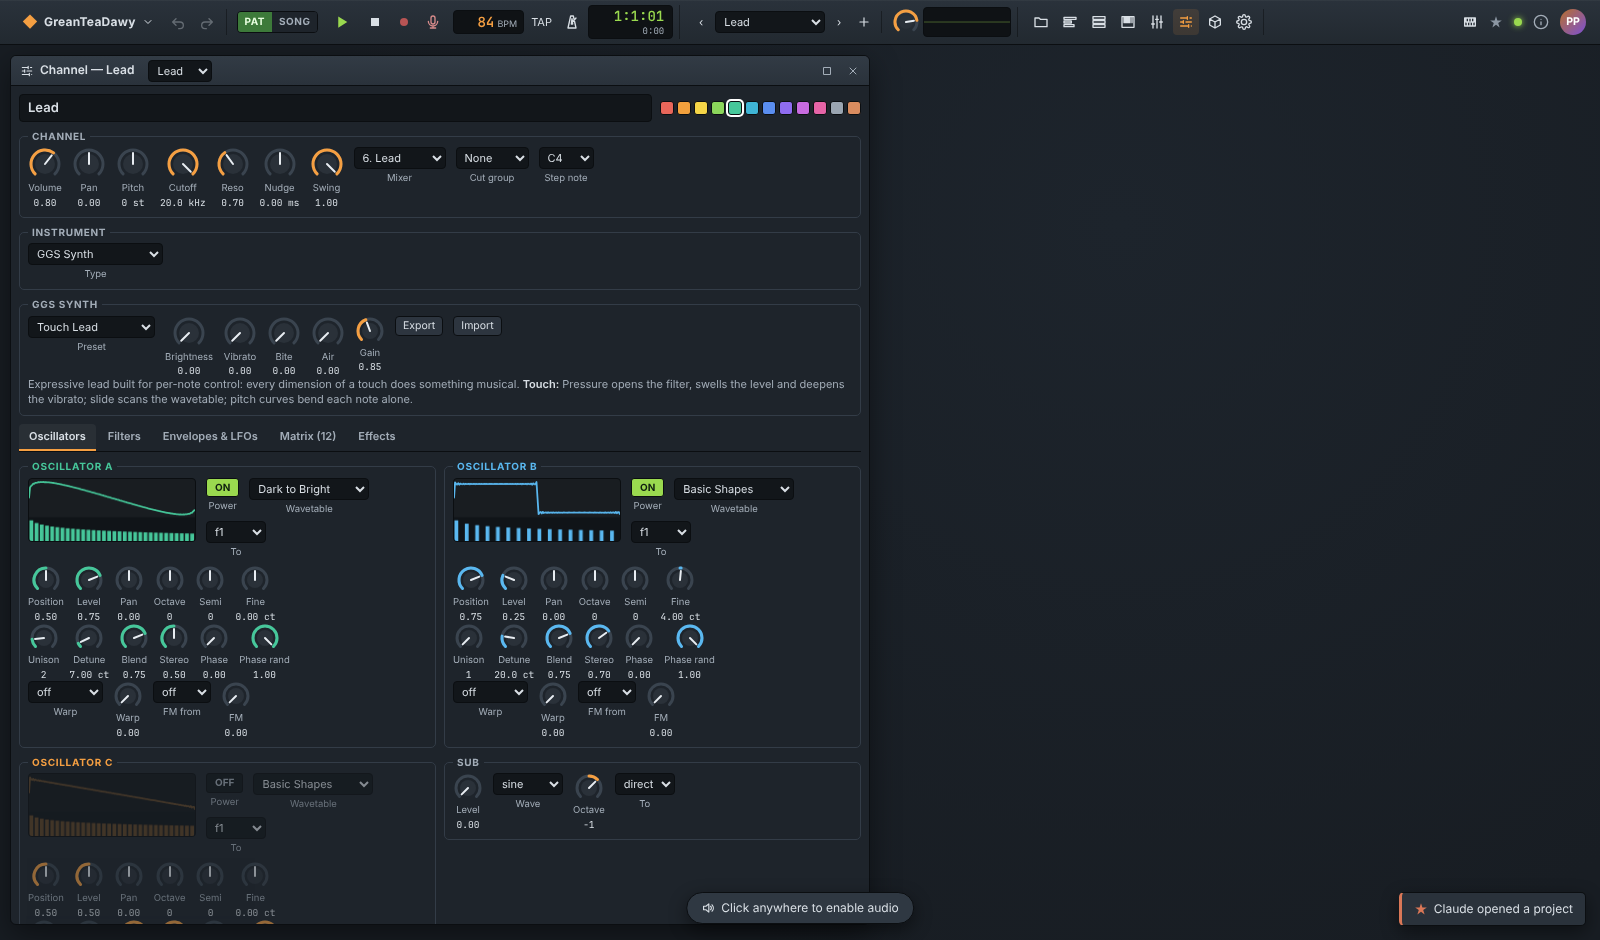 GreanTeaDawy
PAT SONG
84 BPM TAP
1:1:01
0:00
Lead
PP
Channel — Lead Lead
Lead
CHANNEL
6. Lead None C4
Mixer Cut group Step note
Volume Pan Pitch Cutoff Reso Nudge Swing
0.80 0.00 0 st 20.0 kHz 0.70 0.00 ms 1.00
INSTRUMENT
GGS Synth
Type
GGS SYNTH
Touch Lead Export Import
Preset
Brightness Vibrato Bite Air Gain
0.00 0.00 0.00 0.00 0.85
Expressive lead built for per-note control: every dimension of a touch does something musical. Touch: Pressure opens the filter, swells the level and deepens
the vibrato; slide scans the wavetable; pitch curves bend each note alone.
Oscillators Filters Envelopes & LFOs Matrix (12) Effects
OSCILLATOR A
ON Dark to Bright
Power Wavetable
f1
To
Position Level Pan Octave Semi Fine
0.50 0.75 0.00 0 0 0.00 ct
Unison Detune Blend Stereo Phase Phase rand
2 7.00 ct 0.75 0.50 0.00 1.00
off off
Warp Warp FM from FM
0.00 0.00
OSCILLATOR B
ON Basic Shapes
Power Wavetable
f1
To
Position Level Pan Octave Semi Fine
0.75 0.25 0.00 0 0 4.00 ct
Unison Detune Blend Stereo Phase Phase rand
1 20.0 ct 0.75 0.70 0.00 1.00
off off
Warp Warp FM from FM
0.00 0.00
OSCILLATOR C
OFF Basic Shapes
Power Wavetable
f1
To
Position Level Pan Octave Semi Fine
0.50 0.50 0.00 0 0 0.00 ct
SUB
sine direct
Level Wave Octave To
0.00 -1
Click anywhere to enable audio
Claude opened a project